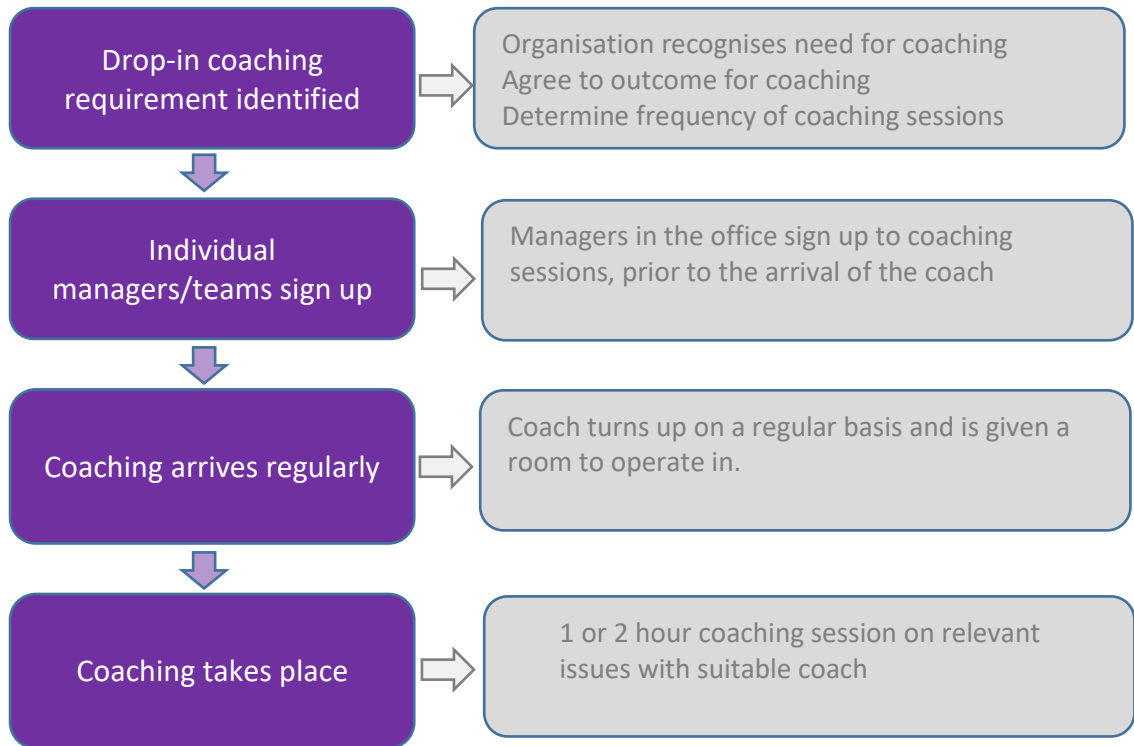 Drop-in coaching
requirement identified
Organisation recognises need for coaching
Agree to outcome for coaching
Determine frequency of coaching sessions
Individual
managers/teams sign up
Managers in the office sign up to coaching
sessions, prior to the arrival of the coach
Coaching arrives regularly
Coach turns up on a regular basis and is given a
room to operate in.
Coaching takes place
1 or 2 hour coaching session on relevant
issues with suitable coach